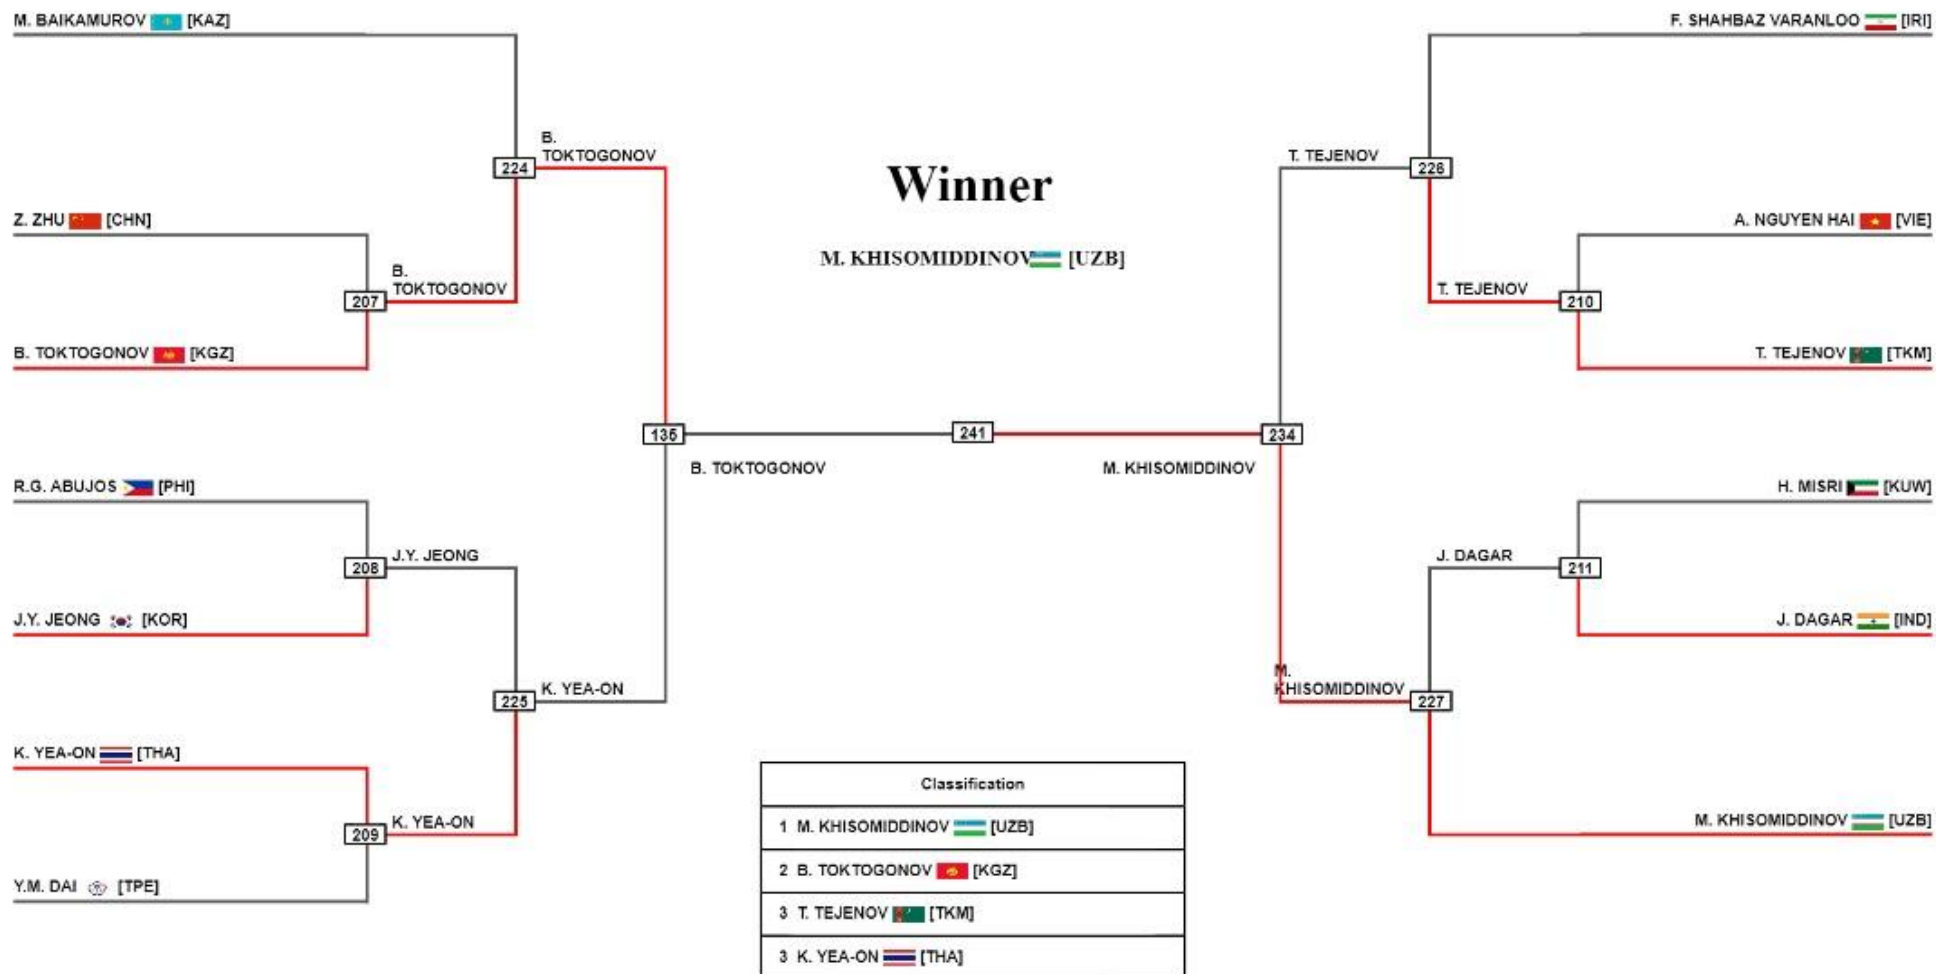 M. BAIKAMUROV [KAZ]
F. SHAHBAZ VARANLOO [IRI]
B.
TOKTOGONOV
224
Winner
T. TEJENOV
226
Z. ZHU [CHN]
A. NGUYEN HAI [VIE]
M. KHISOMIDDINOV [UZB]
B.
TOKTOGONOV
207
T. TEJENOV
210
B. TOKTOGONOV [KGZ]
T. TEJENOV [TKM]
135
241
234
B. TOKTOGONOV
M. KHISOMIDDINOV
R.G. ABUJOS [PHI]
H. MISRI [KUW]
J.Y. JEONG
208
J. DAGAR
211
J.Y. JEONG [KOR]
J. DAGAR [IND]
225
K. YEA-ON
M.
KHISOMIDDINOV
227
K. YEA-ON [THA]
K. YEA-ON
209
M. KHISOMIDDINOV [UZB]
Y.M. DAI [TPE]
Classification
1 M. KHISOMIDDINOV [UZB]
2 B. TOKTOGONOV [KGZ]
3 T. TEJENOV [TKM]
3 K. YEA-ON [THA]